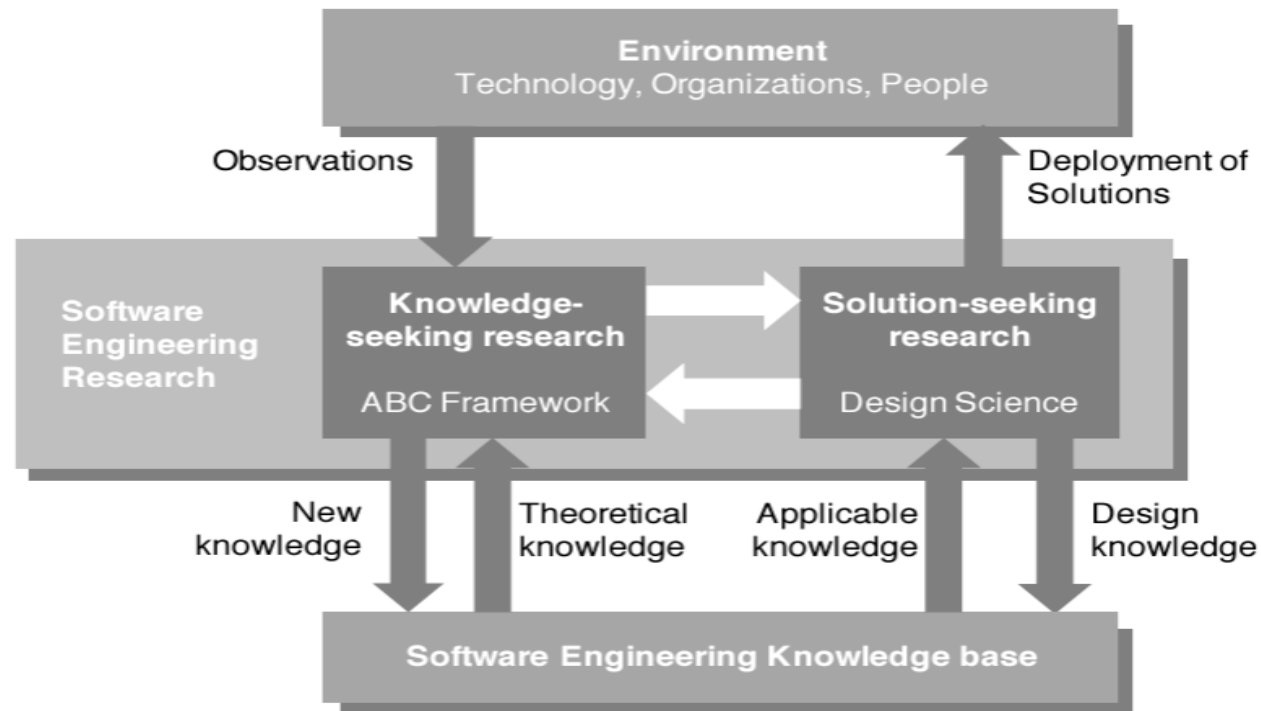 Environment
Technology, Organizations, People
Observations
Deployment of
Solutions
Software
Engineering
Research
Knowledge-
seeking research
ABC Framework
Solution-seeking
research
Design Science
New
knowledge
Theoretical
knowledge
Applicable
knowledge
Design
knowledge
Software Engineering Knowledge base